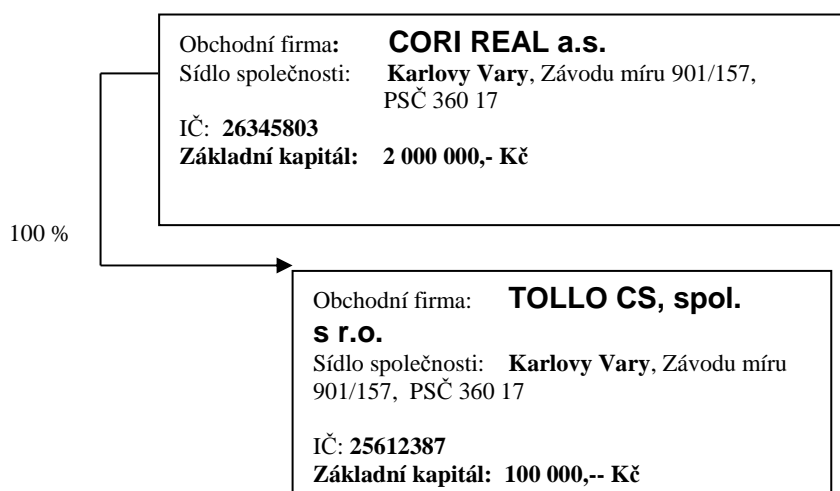 Obchodní firma: CORI REAL a.s.
Sídlo společnosti: Karlovy Vary, Závodu míru 901/157,
PSČ 360 17
IČ: 26345803
Základní kapitál: 2 000 000,- Kč
100 %
Obchodní firma: TOLLO CS, spol.
s r.o.
Sídlo společnosti: Karlovy Vary, Závodu míru
901/157, PSČ 360 17
IČ: 25612387
Základní kapitál: 100 000,-- Kč